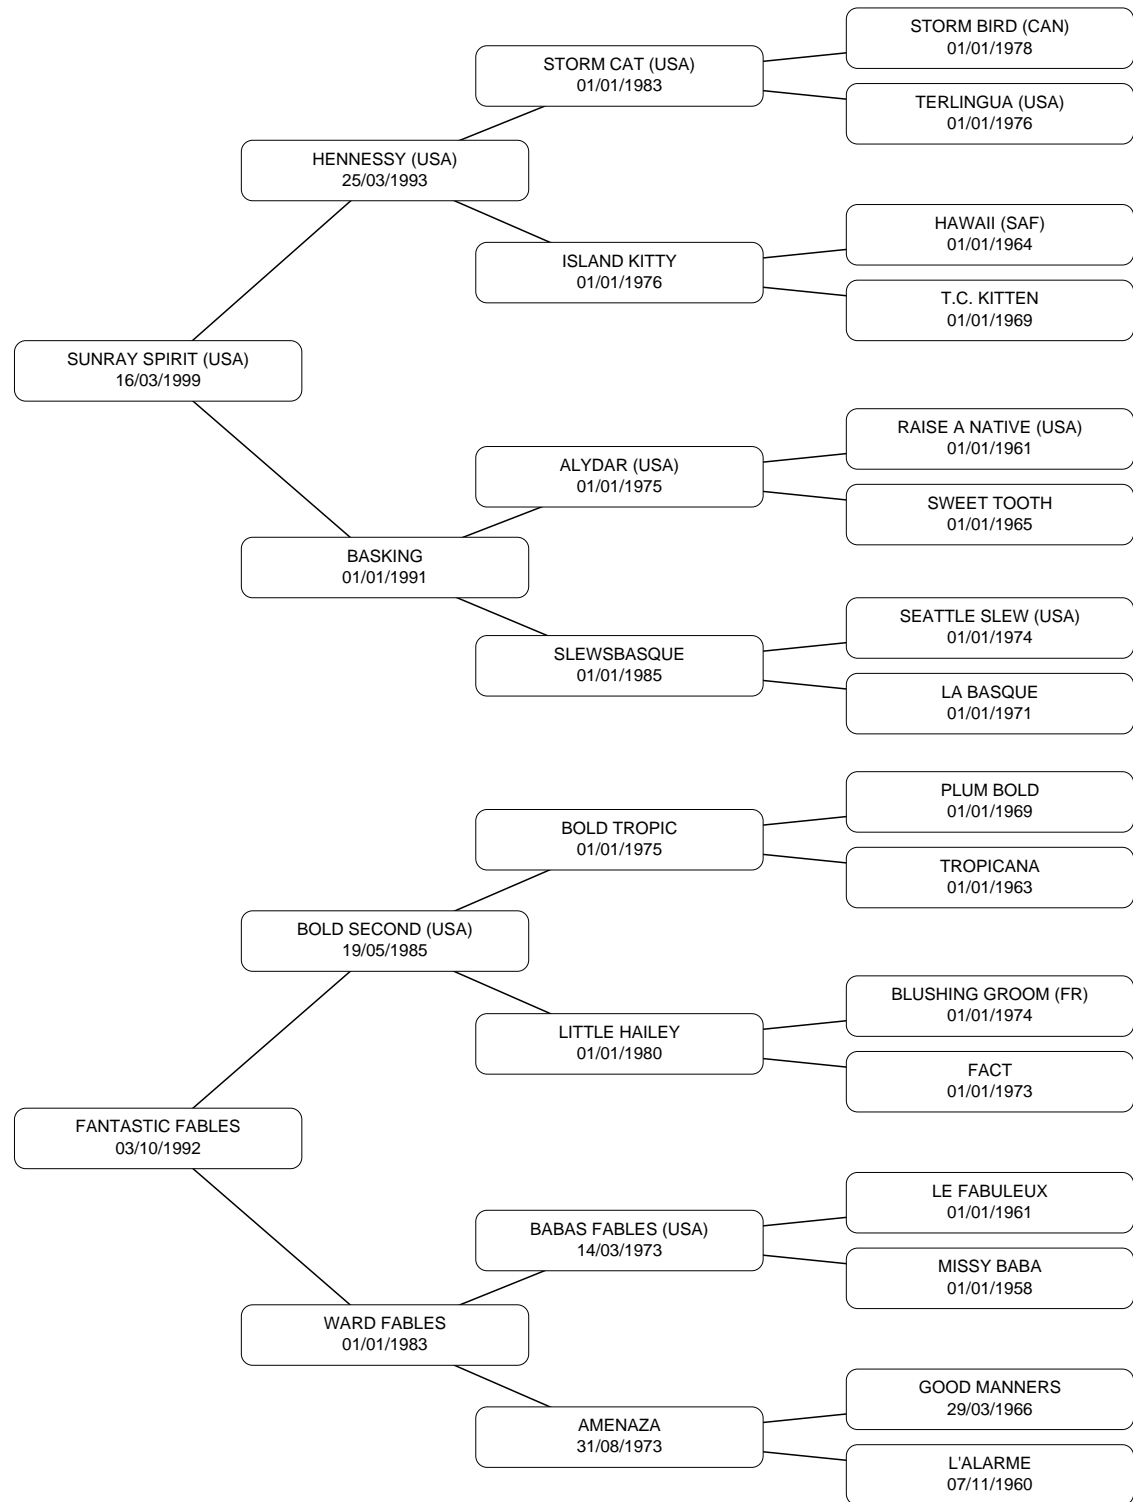 STORM BIRD (CAN)
01/01/1978
STORM CAT (USA)
01/01/1983
TERLINGUA (USA)
01/01/1976
HENNESSY (USA)
25/03/1993
HAWAII (SAF)
01/01/1964
ISLAND KITTY
01/01/1976
T.C. KITTEN
01/01/1969
SUNRAY SPIRIT (USA)
16/03/1999
RAISE A NATIVE (USA)
01/01/1961
ALYDAR (USA)
01/01/1975
SWEET TOOTH
01/01/1965
BASKING
01/01/1991
SEATTLE SLEW (USA)
01/01/1974
SLEWSBASQUE
01/01/1985
LA BASQUE
01/01/1971
PLUM BOLD
01/01/1969
BOLD TROPIC
01/01/1975
TROPICANA
01/01/1963
BOLD SECOND (USA)
19/05/1985
BLUSHING GROOM (FR)
01/01/1974
LITTLE HAILEY
01/01/1980
FACT
01/01/1973
FANTASTIC FABLES
03/10/1992
LE FABULEUX
01/01/1961
BABAS FABLES (USA)
14/03/1973
MISSY BABA
01/01/1958
WARD FABLES
01/01/1983
GOOD MANNERS
29/03/1966
AMENAZA
31/08/1973
L'ALARME
07/11/1960